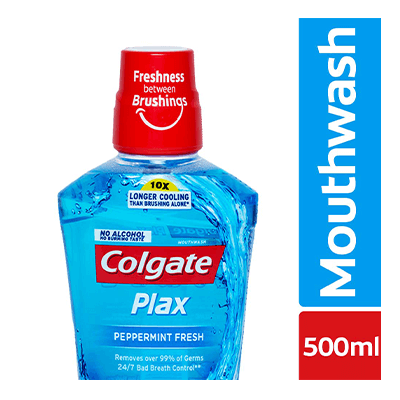 Freshness
between
Brushings
10X
LONGER COOLING
THAN BRUSHING ALONE*
NO ALCOHOL
NO BURNING TASTE
MOUTHWASH
Colgate
Plax
PEPPERMINT FRESH
Removes over 99% of Germs
24/7 Bad Breath Control**
Mouthwash
500ml